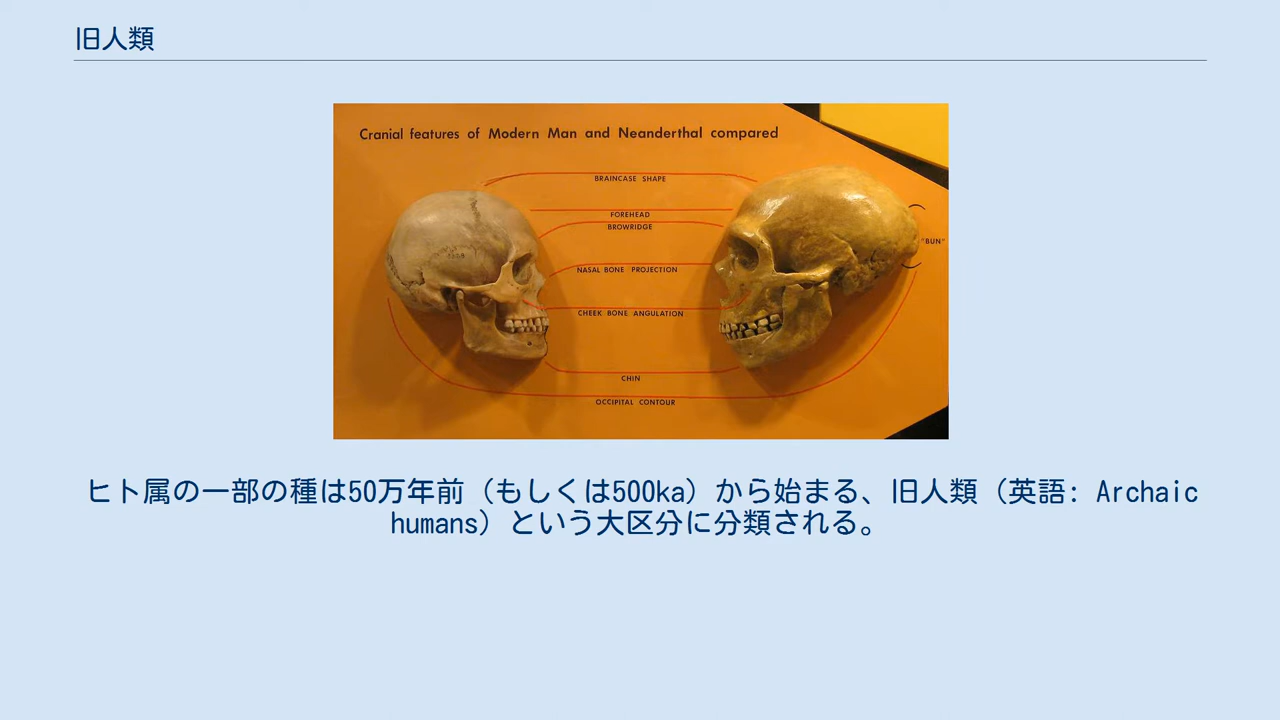 旧人類
Cranial features of Modern Man and Neanderthal compared
BRAINCASE SHAPE
FOREHEAD
BROWRIDGE
"BUN"
NASAL BONE PROJECTION
CHEEK BONE ANGULATION
CHIN
OCCIPITAL CONTOUR
ヒト属の一部の種は50万年前（もしくは500ka）から始まる、旧人類（英語: Archaic
humans）という大区分に分類される。